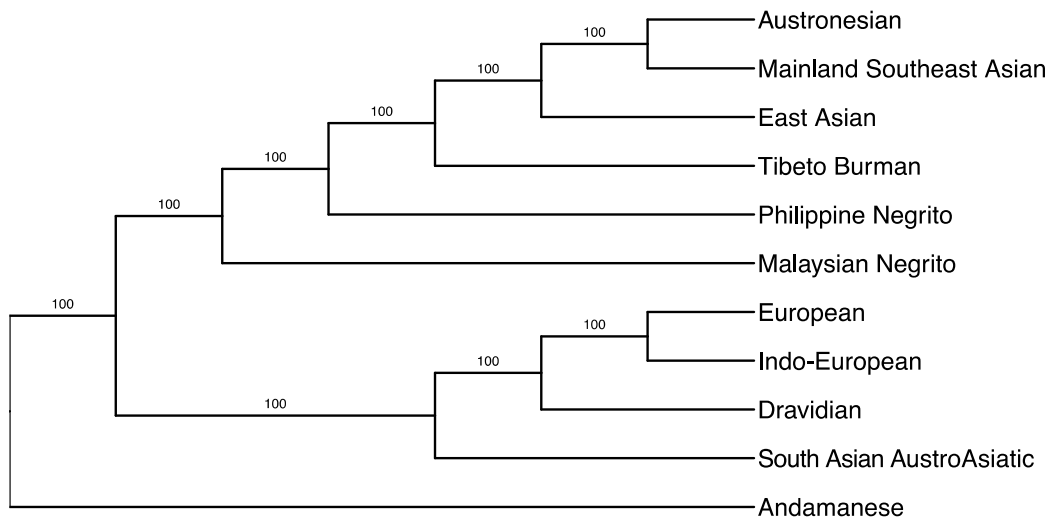 Austronesian
100
Mainland Southeast Asian
100
East Asian
100
Tibeto Burman
100
Philippine Negrito
100
Malaysian Negrito
100
European
100
Indo-European
100
Dravidian
100
South Asian AustroAsiatic
Andamanese